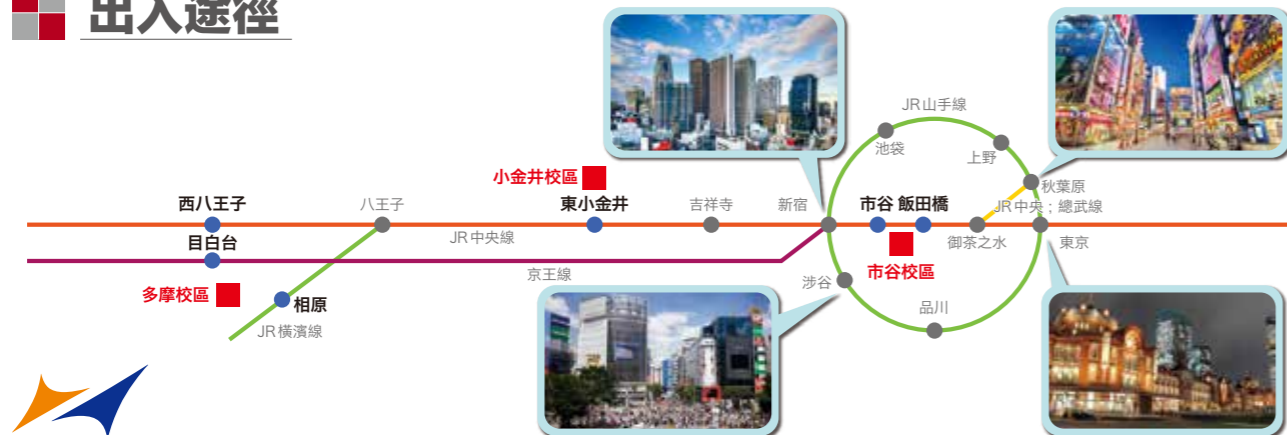 出入途徑
JR山手線
池袋
上野
小金井校區
秋葉原
西八王子
八王子
東小金井
吉祥寺
新宿
市谷 飯田橋
JR中央；總武線
JR中央線
御茶之水
東京
目白台
京王線
市谷校區
多摩校區
相原
涉谷
品川
JR橫濱線